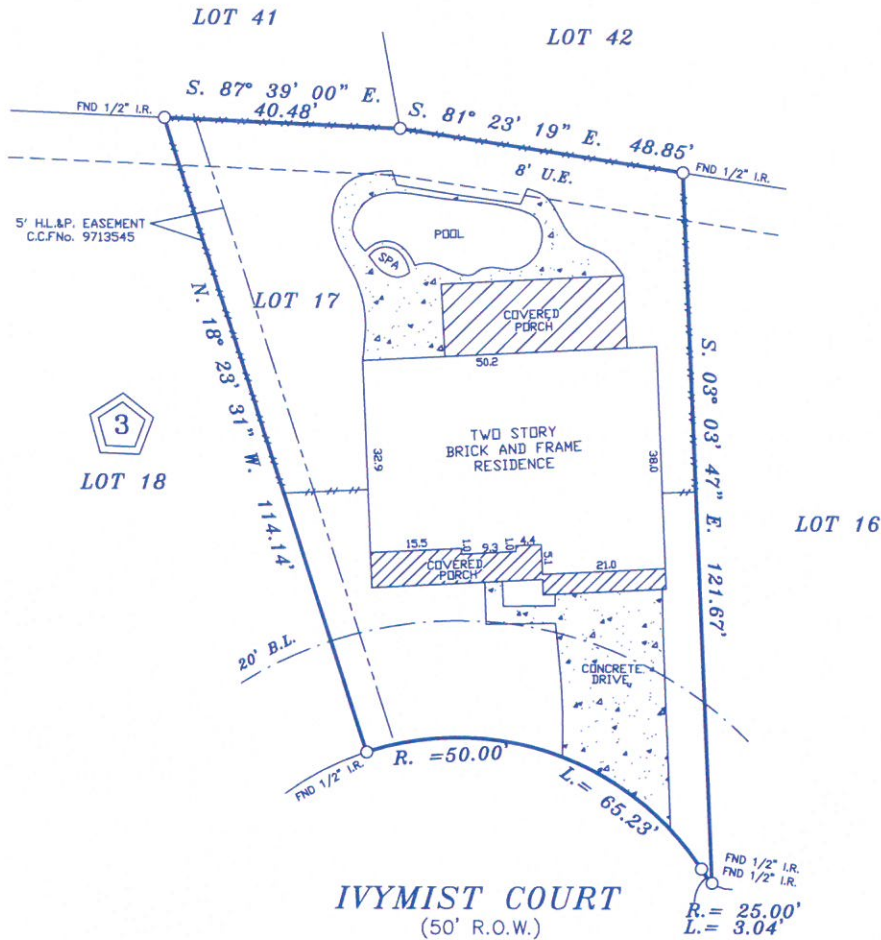 LOT 41
LOT 42
S. 87° 39' 00" E.
40.48'
FND 1/2" I.R.
S. 81° 23' 19" E. 48.85'
FND 1/2" I.R.
8' U.E.
5' H.L.&P. EASEMENT
C.C.FNo. 9713545
POOL
SPA
N. 18° 23' 31" W. 114.14'
LOT 17
COVERED
PORCH
50.2
S. 03° 03' 47" E. 121.67'
3
LOT 18
TWO STORY
BRICK AND FRAME
RESIDENCE
32.9
38.0
LOT 16
15.5
1.0
9.3
1.0
4.4
5.1
21.0
COVERED
PORCH
20' B.L.
CONCRETE
DRIVE
FND 1/2" I.R.
R. =50.00'
L.= 65.23'
FND 1/2" I.R.
FND 1/2" I.R.
IVYMIST COURT
(50' R.O.W.)
R.= 25.00'
L.= 3.04'